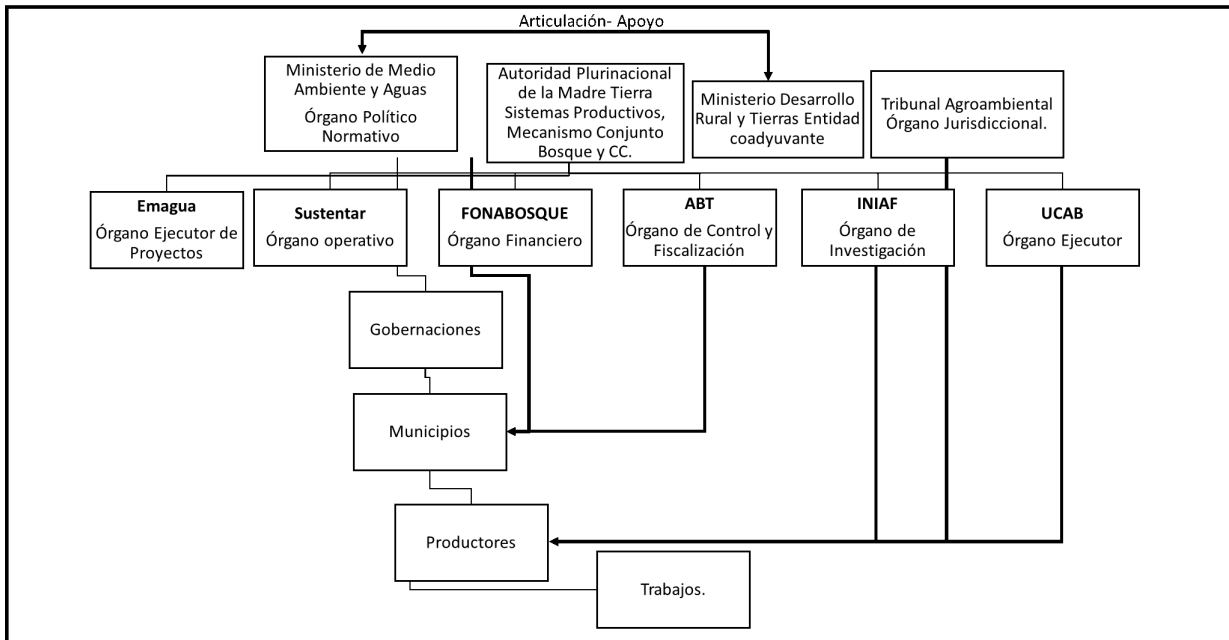 Articulación- Apoyo
Ministerio de Medio
Ambiente y Aguas
Órgano Político
Normativo
Autoridad Plurinacional
de la Madre Tierra
Sistemas Productivos,
Mecanismo Conjunto
Bosque y CC.
Ministerio Desarrollo
Rural y Tierras Entidad
coadyuvante
Tribunal Agroambiental
Órgano Jurisdiccional.
Emagua
Órgano Ejecutor de
Proyectos
Sustentar
Órgano operativo
FONABOSQUE
Órgano Financiero
ABT
Órgano de Control y
Fiscalización
INIAF
Órgano de
Investigación
UCAB
Órgano Ejecutor
Gobernaciones
Municipios
Productores
Trabajos.